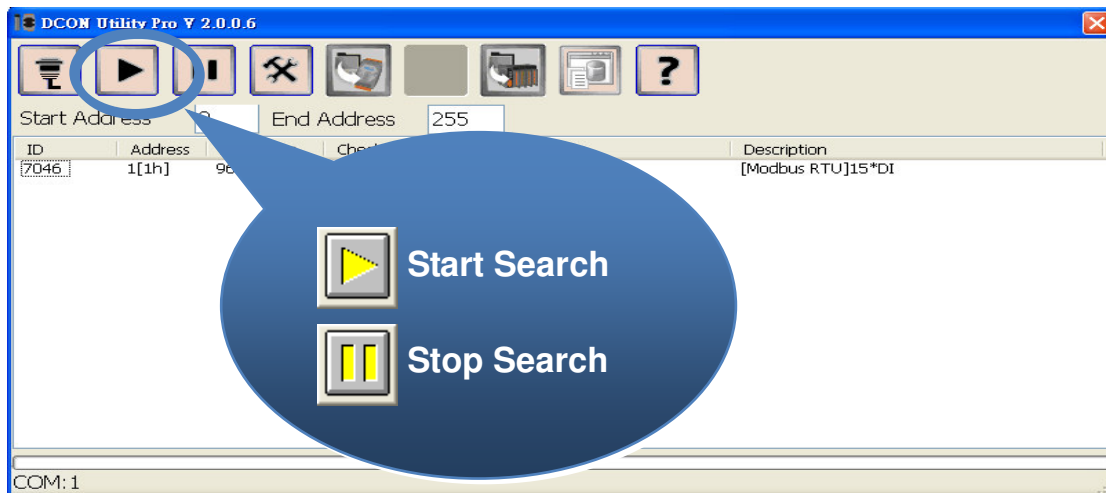 DCON Utility Pro V 2.0.0.6
?
Start Address End Address 255
ID Address Description
7046 1[1h] [Modbus RTU]15*DI
Start Search
Stop Search
COM:1